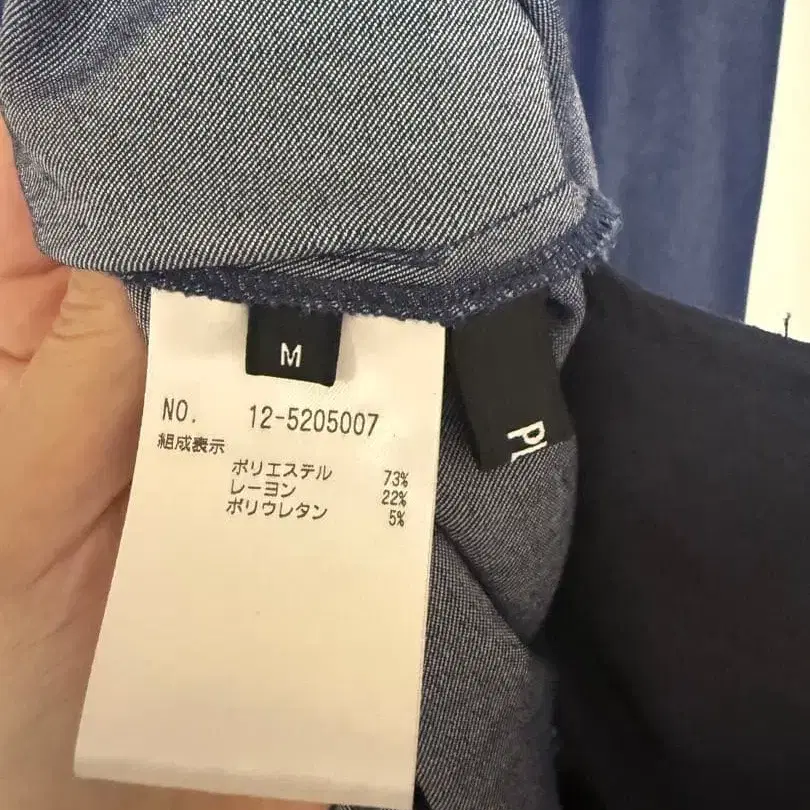 M
NO. 12-5205007
組成表示
ポリエステル 73%
レーヨン 22%
ポリウレタン 5%